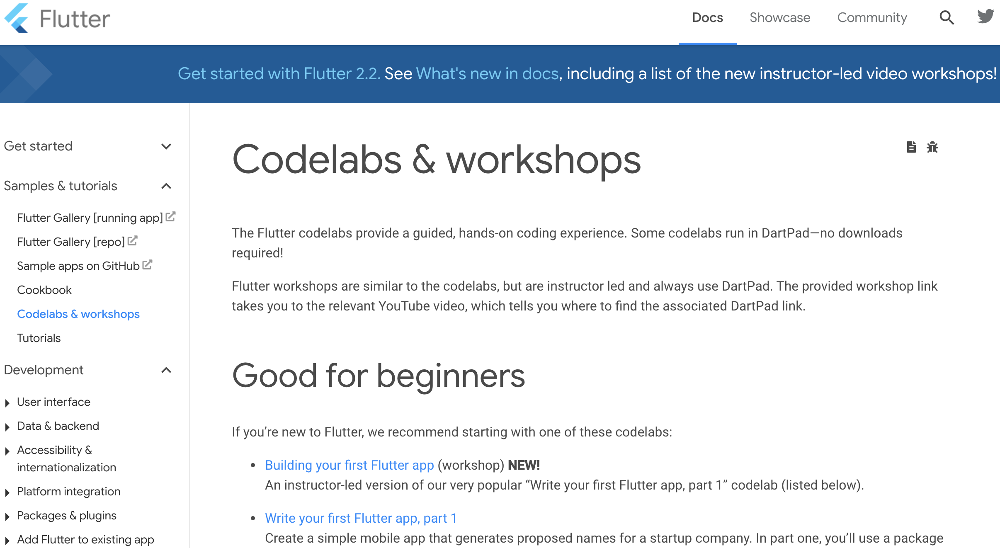 Flutter
Docs
Showcase
Community
Get started with Flutter 2.2. See What's new in docs, including a list of the new instructor-led video workshops!
Get started
Samples & tutorials
Flutter Gallery [running app]
Flutter Gallery [repo]
Sample apps on GitHub
Cookbook
Codelabs & workshops
Tutorials
Development
User interface
Data & backend
Accessibility &
internationalization
Platform integration
Packages & plugins
Add Flutter to existing app
Codelabs & workshops
The Flutter codelabs provide a guided, hands-on coding experience. Some codelabs run in DartPad—no downloads
required!
Flutter workshops are similar to the codelabs, but are instructor led and always use DartPad. The provided workshop link
takes you to the relevant YouTube video, which tells you where to find the associated DartPad link.
Good for beginners
If you’re new to Flutter, we recommend starting with one of these codelabs:
• Building your first Flutter app (workshop) NEW!
An instructor-led version of our very popular “Write your first Flutter app, part 1” codelab (listed below).
• Write your first Flutter app, part 1
Create a simple mobile app that generates proposed names for a startup company. In part one, you’ll use a package